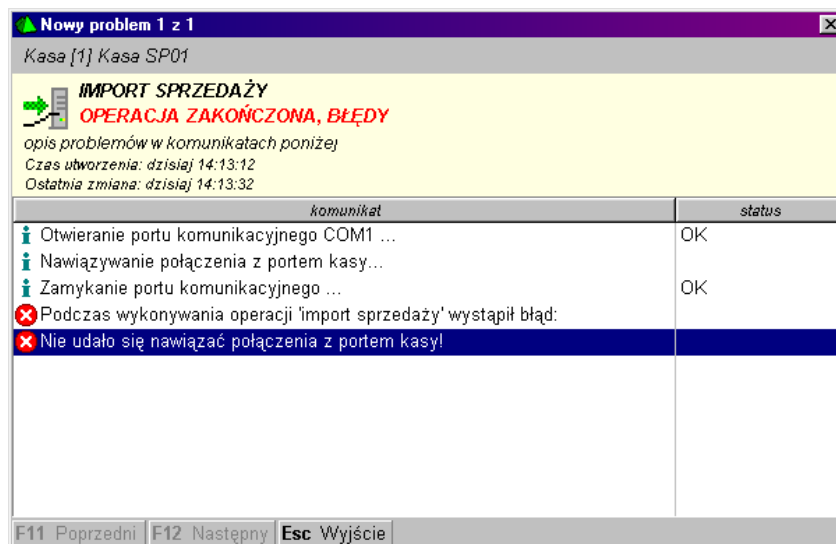 Nowy problem 1 z 1
Kasa [1] Kasa SP01
IMPORT SPRZEDAŻY
OPERACJA ZAKOŃCZONA, BŁĘDY
opis problemów w komunikatach poniżej
Czas utworzenia: dzisiaj 14:13:12
Ostatnia zmiana: dzisiaj 14:13:32
komunikat status
Otwieranie portu komunikacyjnego COM1 ... OK
Nawiązywanie połączenia z portem kasy...
Zamykanie portu komunikacyjnego ... OK
Podczas wykonywania operacji 'import sprzedaży' wystąpił błąd:
Nie udało się nawiązać połączenia z portem kasy!
F11 Poprzedni F12 Następny Esc Wyjście